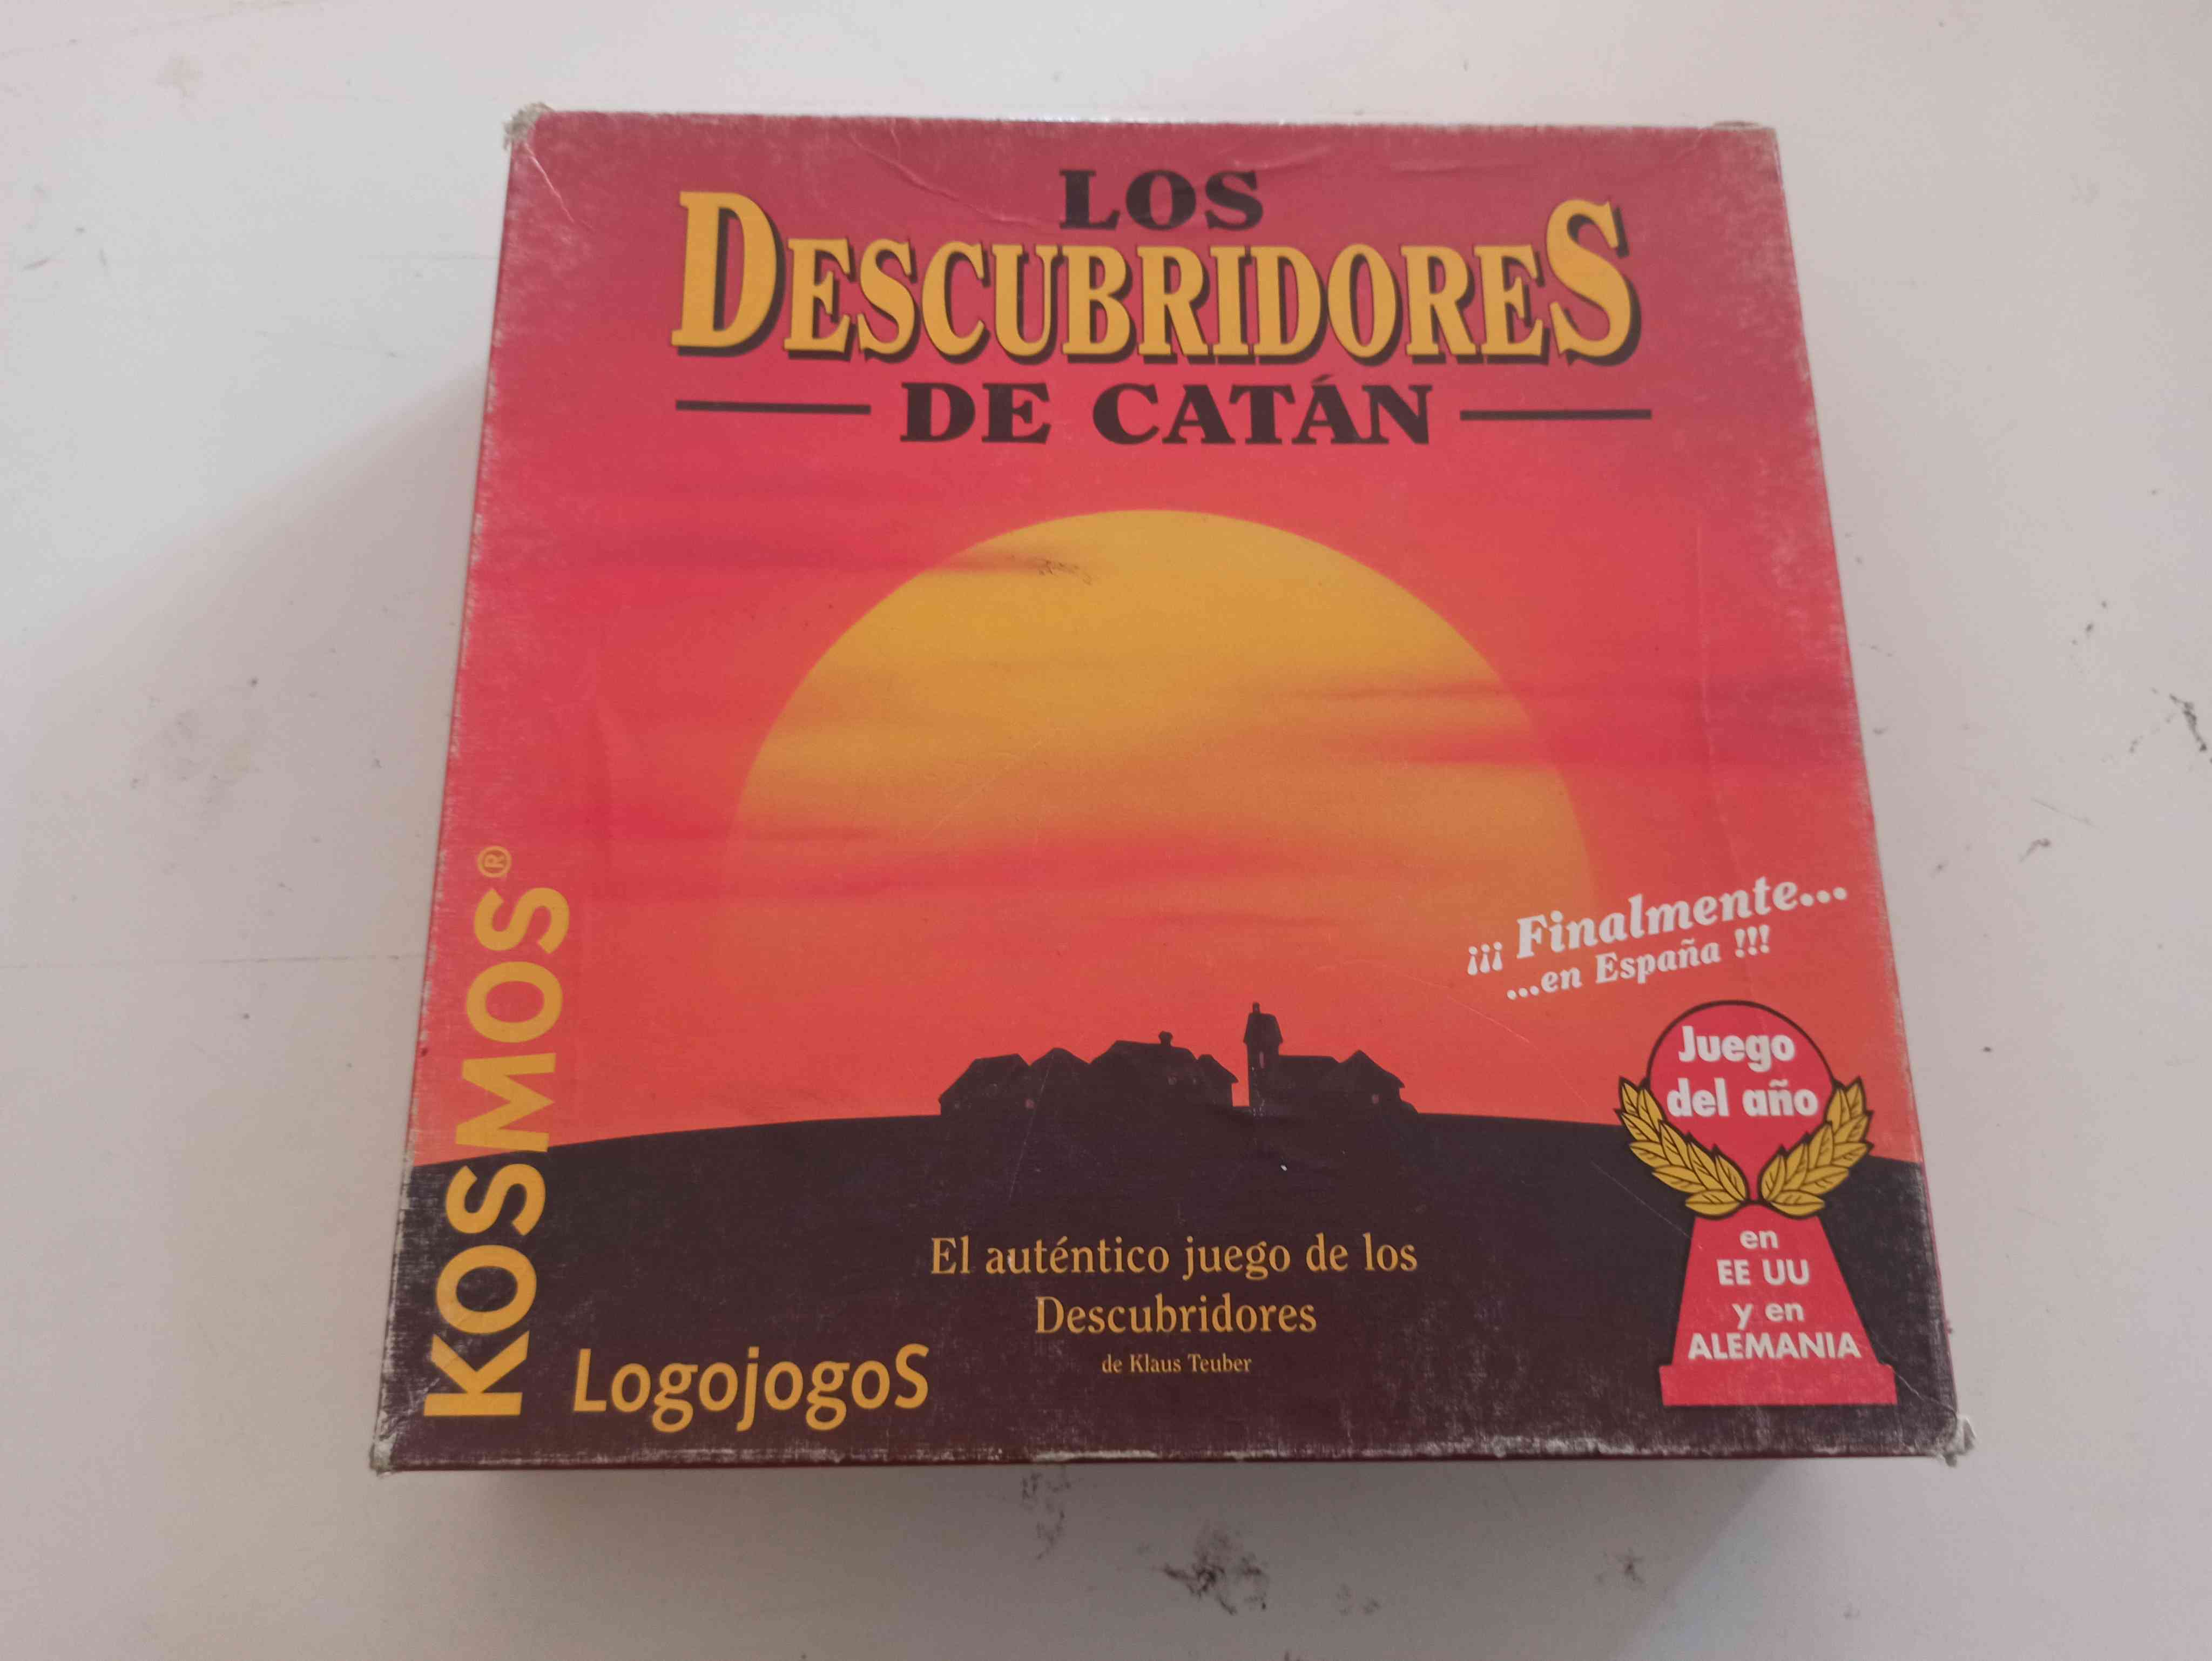 LOS
DESCUBRIDORES
DE CATÁN
¡¡¡ Finalmente...
...en España !!!
Juego
del año
en
EE UU
y en
ALEMANIA
El auténtico juego de los
Descubridores
de Klaus Teuber
KOSMOS®
LogojogoS